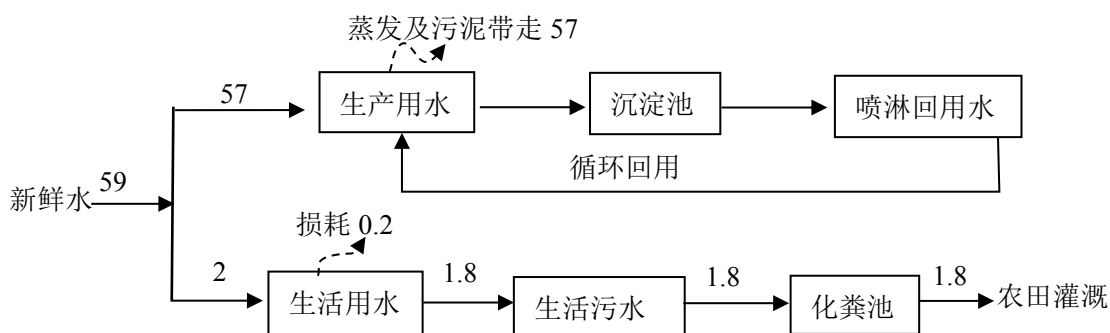 蒸发及污泥带走 57
57
生产用水
沉淀池
喷淋回用水
循环回用
新鲜水
59
损耗 0.2
2
生活用水
1.8
生活污水
1.8
化粪池
1.8
农田灌溉